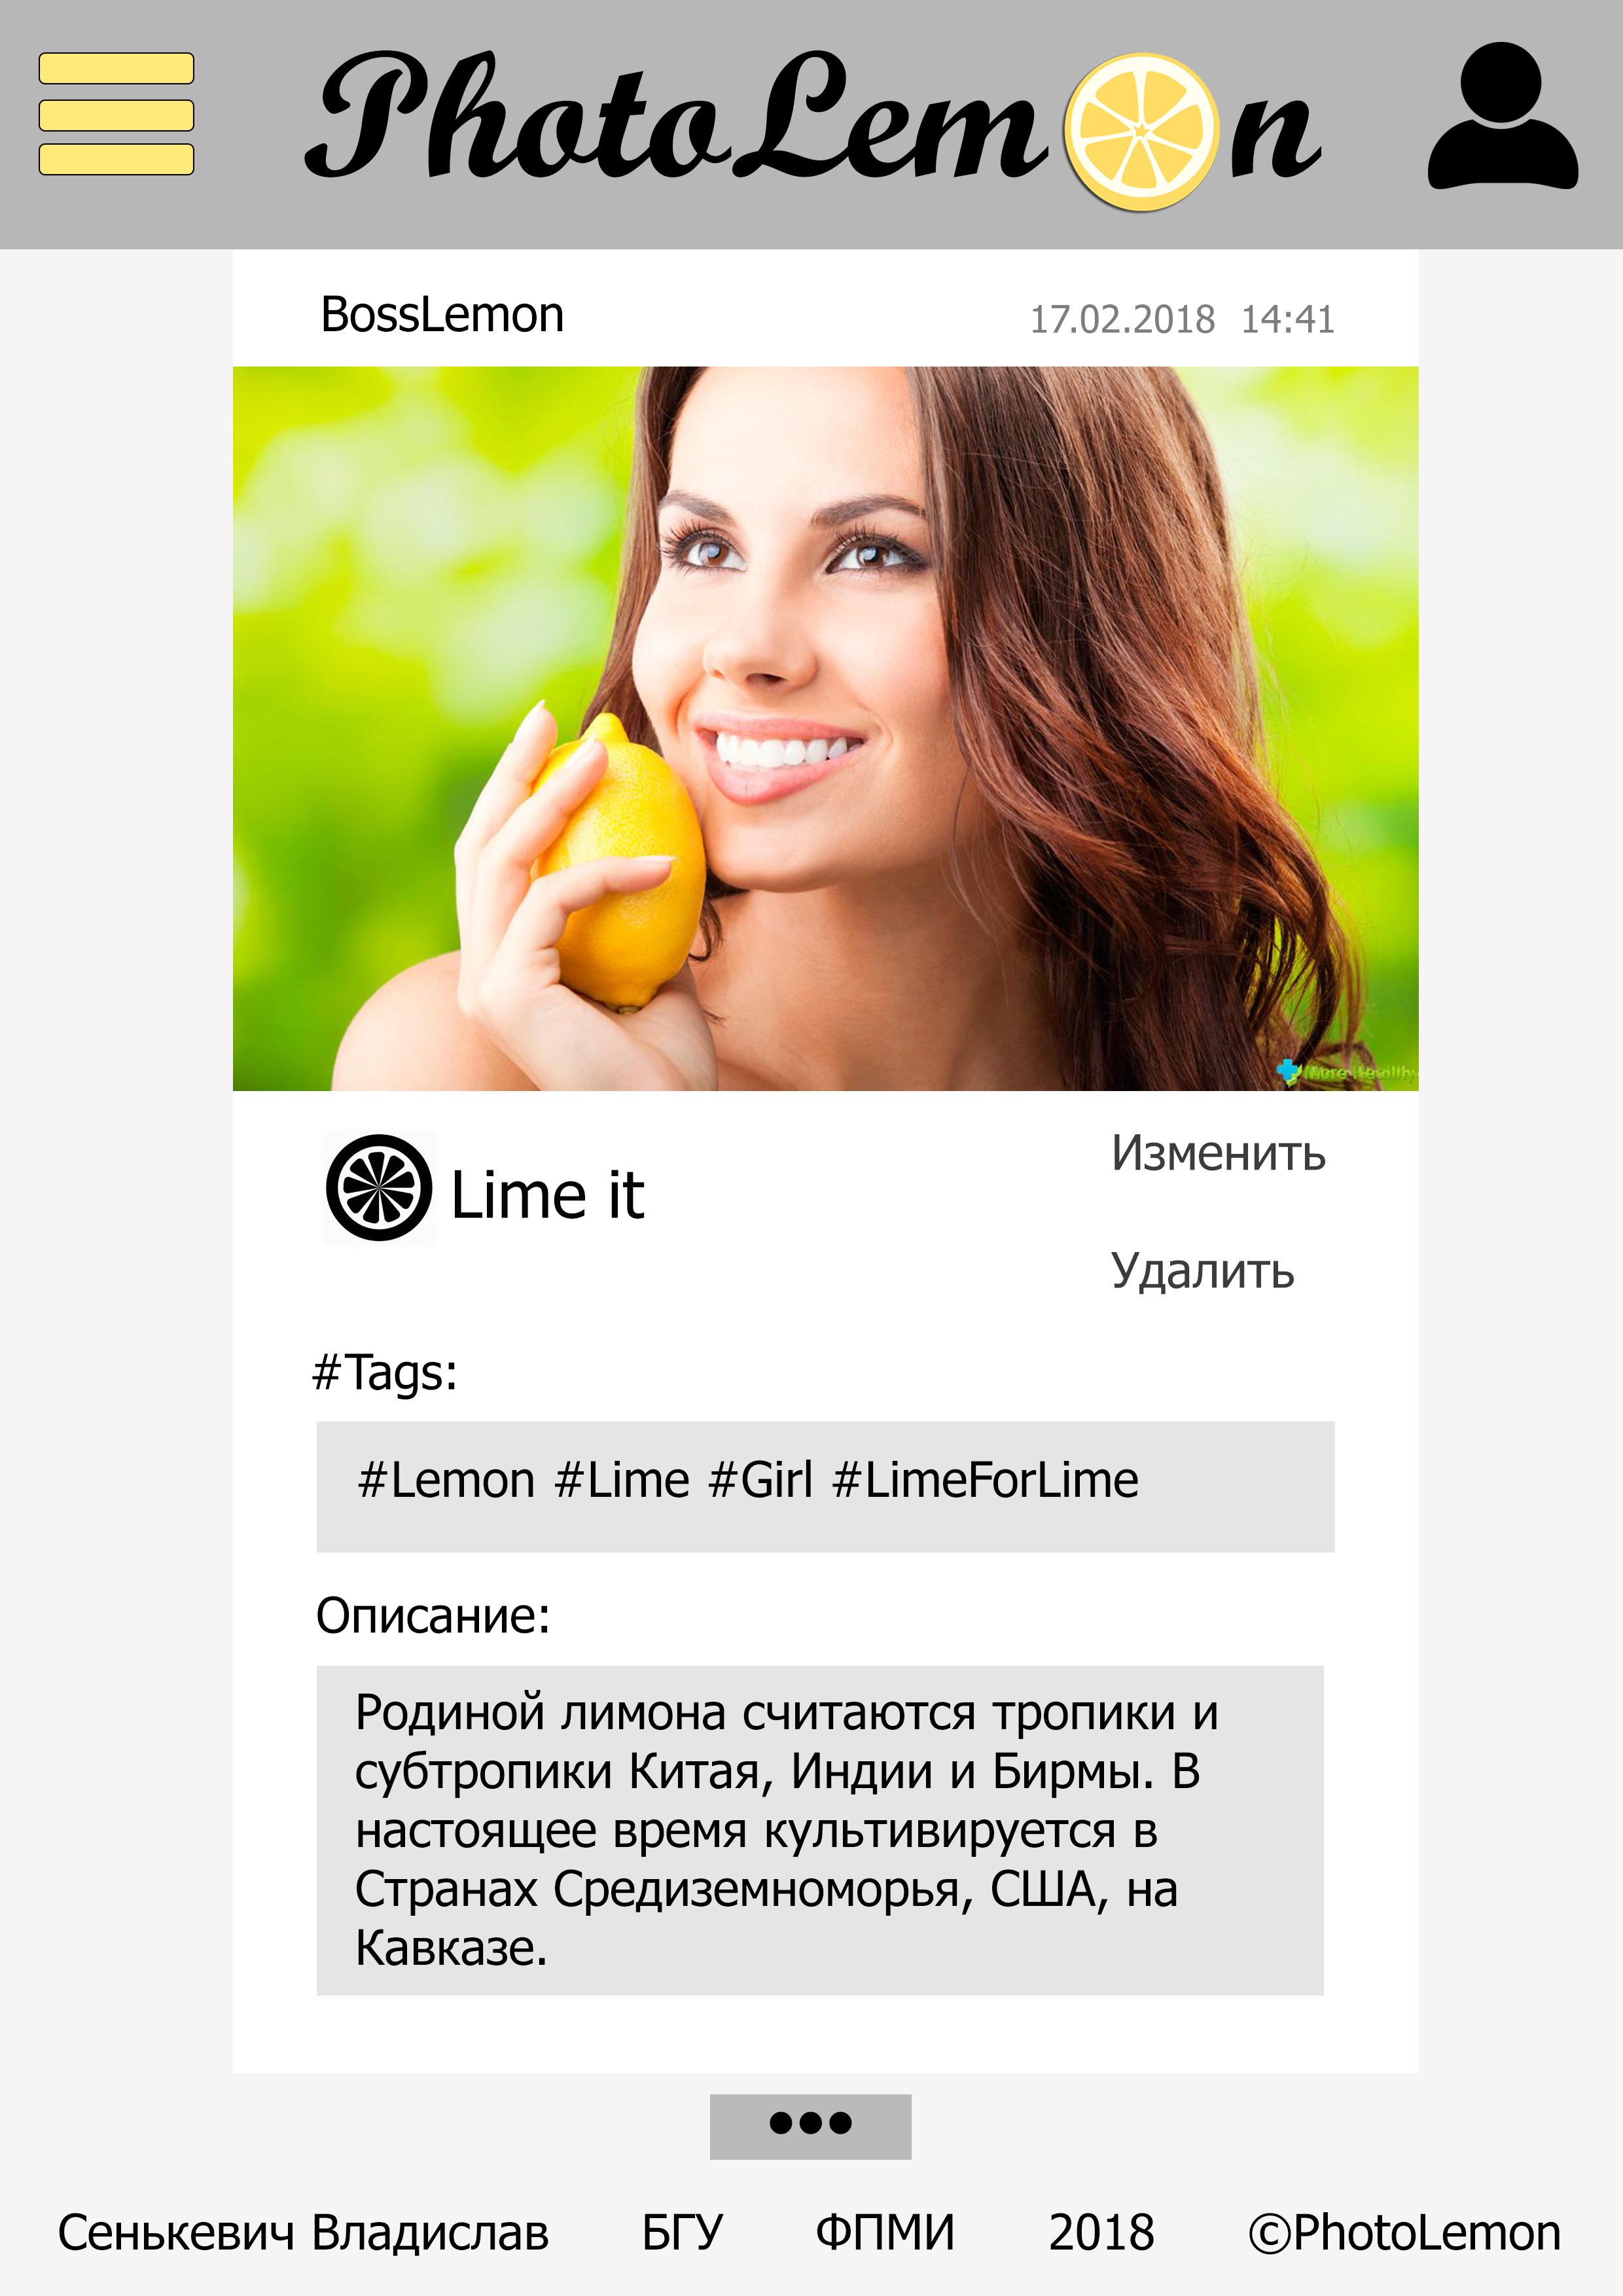 PhotoLemon
BossLemon
17.02.2018 14:41
More Healthy
Lime it
Изменить
Удалить
#Tags:
#Lemon #Lime #Girl #LimeForLime
Описание:
Родиной лимона считаются тропики и
субтропики Китая, Индии и Бирмы. В
настоящее время культивируется в
Странах Средиземноморья, США, на
Кавказе.
Сенькевич Владислав БГУ ФПМИ 2018 ©PhotoLemon